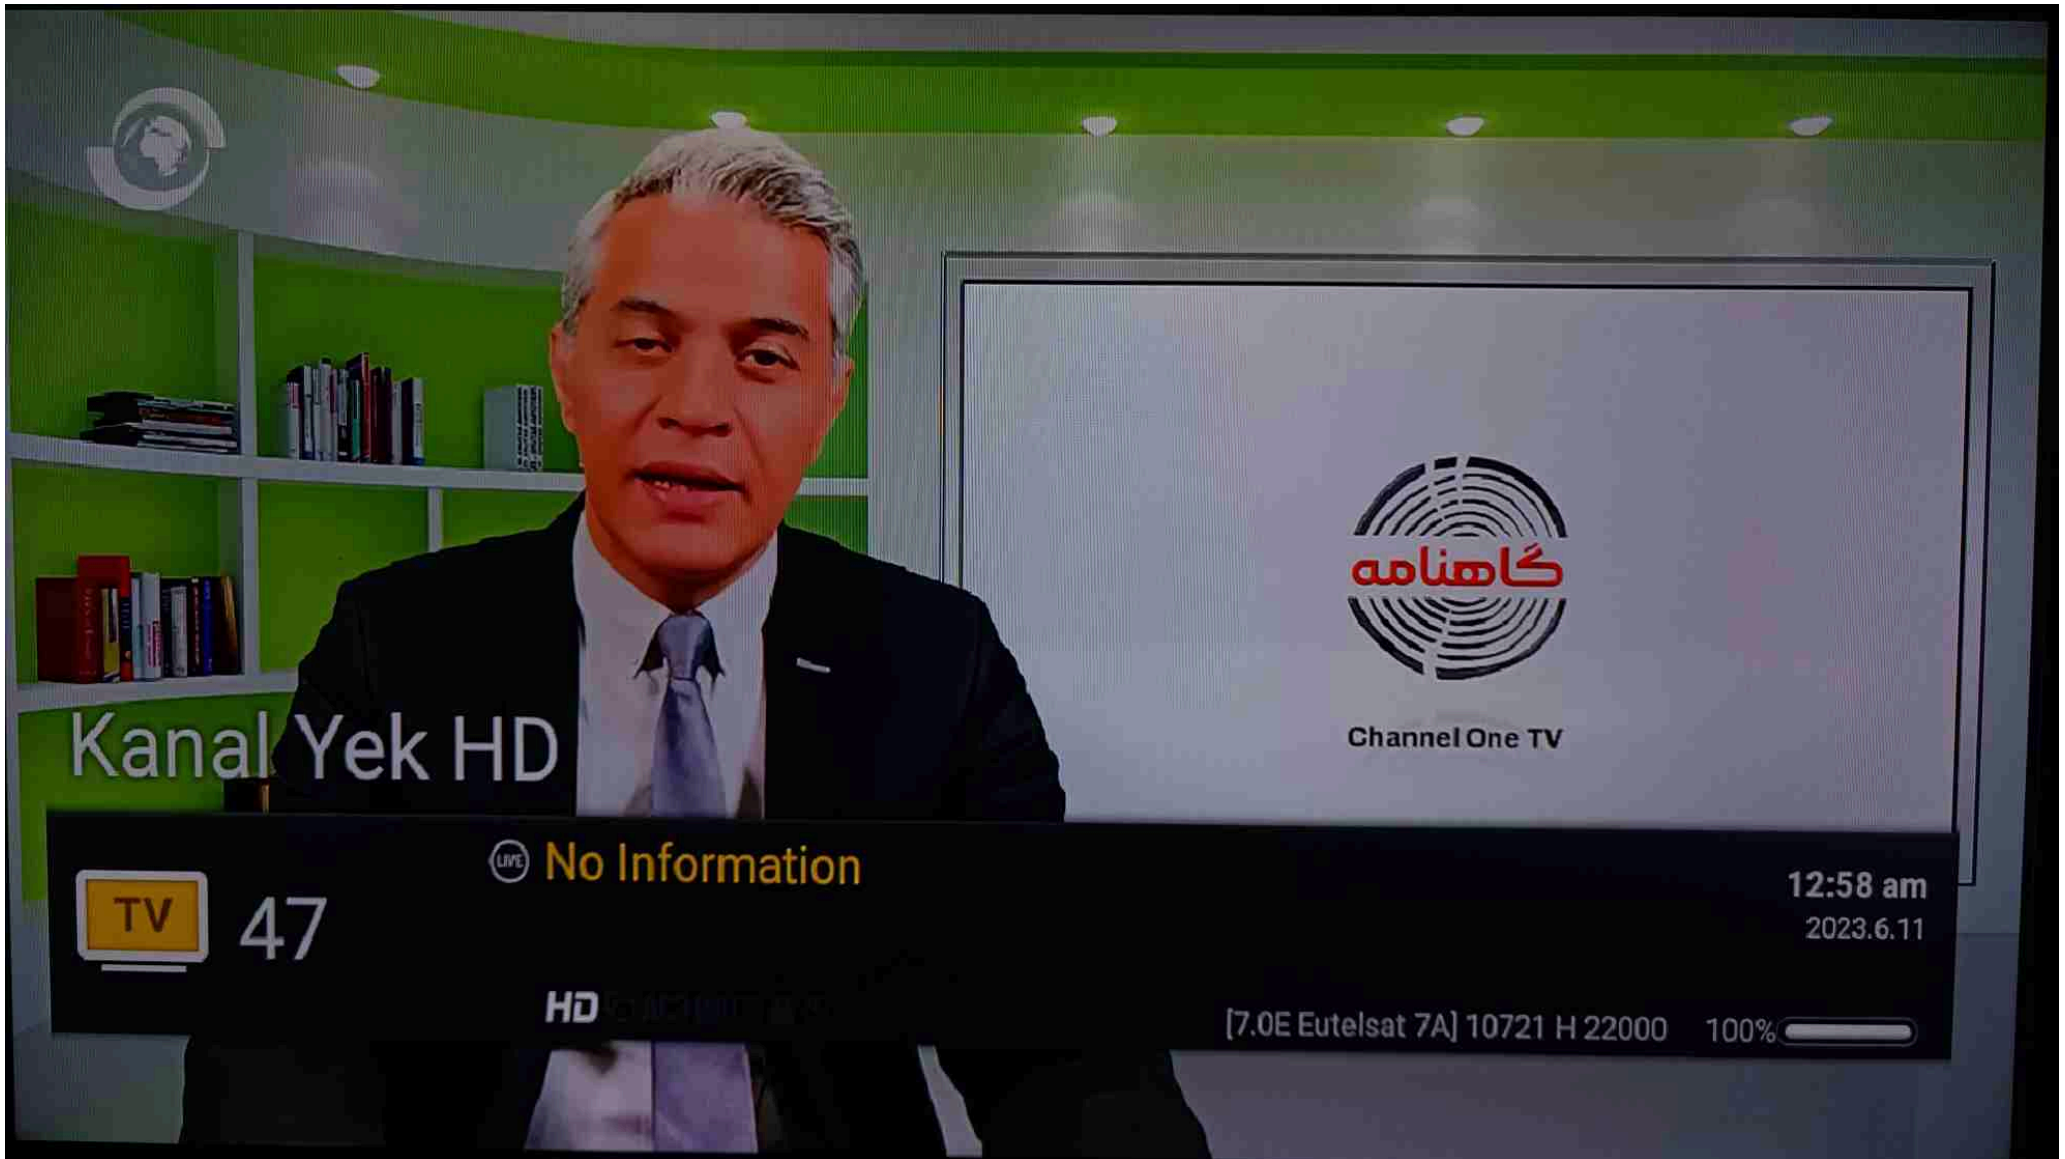 گاهنامه
Channel One TV
Kanal Yek HD
LIVE No Information
TV 47
12:58 am
2023.6.11
HD
[7.0E Eutelsat 7A] 10721 H 22000 100%